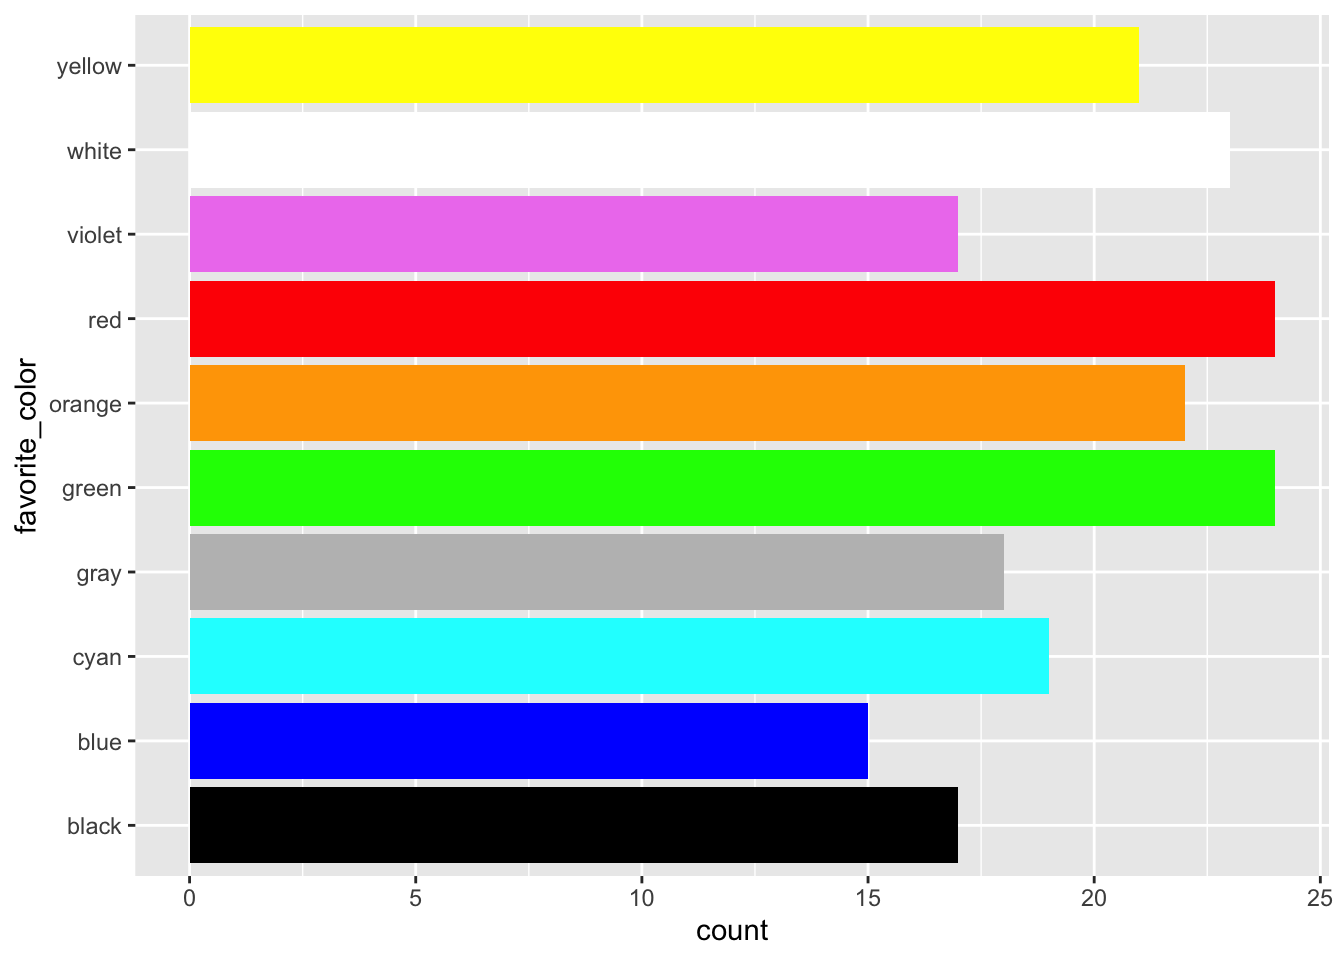 yellow
white
violet
red
orange
green
gray
cyan
blue
black
favorite_color
0 5 10 15 20 25
count